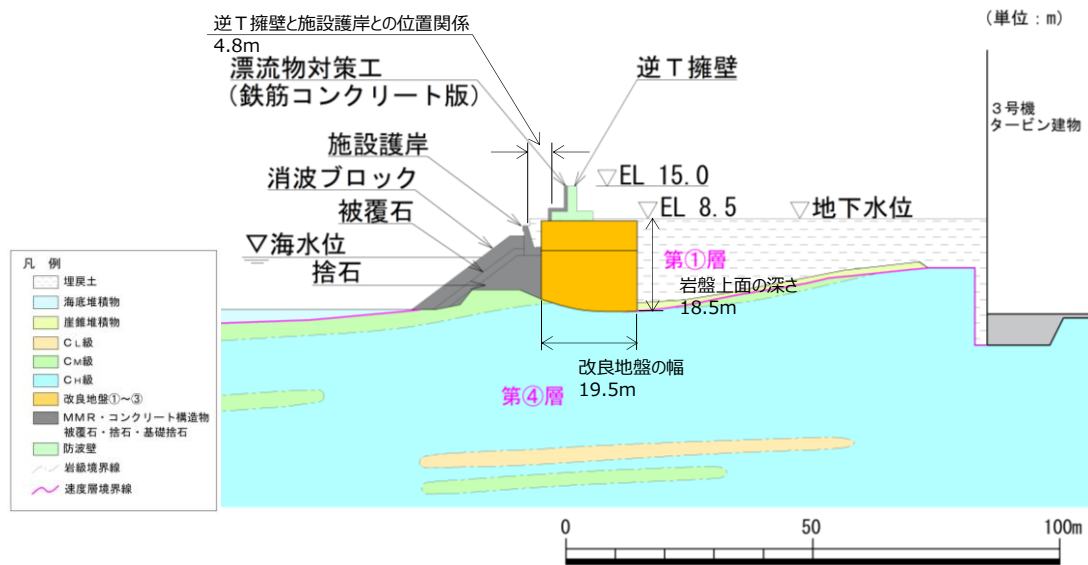 逆T擁壁と施設護岸との位置関係
4.8m
(単位:m)
漂流物対策工
(鉄筋コンクリート版)
逆T擁壁
3号機
タービン建物
施設護岸
消波ブロック
被覆石
▽海水位
捨石
▽EL 15.0
▽EL 8.5
▽地下水位
第①層
岩盤上面の深さ
18.5m
改良地盤の幅
19.5m
第④層
凡 例
埋戻土
海底堆積物
崖錐堆積物
CL級
CM級
CH級
改良地盤①~③
MMR・コンクリート構造物
被覆石・捨石・基礎捨石
防波壁
岩級境界線
速度層境界線
0 50 100m